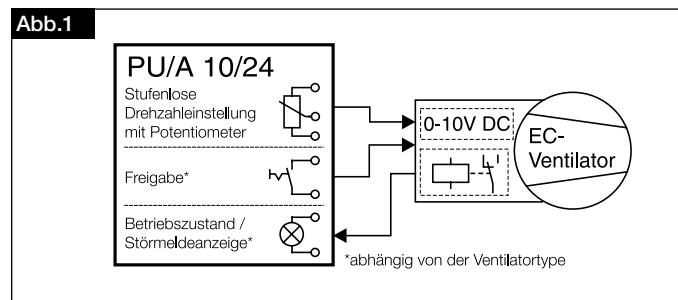 Abb.1
PU/A 10/24
Stufenlose
Drehzahleinstellung
mit Potentiometer
Freigabe*
Betriebszustand /
Störmeldeanzeige*
0-10V DC
EC-
Ventilator
*abhängig von der Ventilatortype